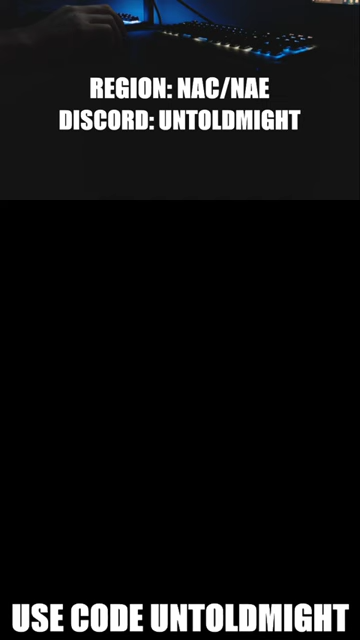 REGION: NAC/NAE
DISCORD: UNTOLDMIGHT
USE CODE UNTOLDMIGHT